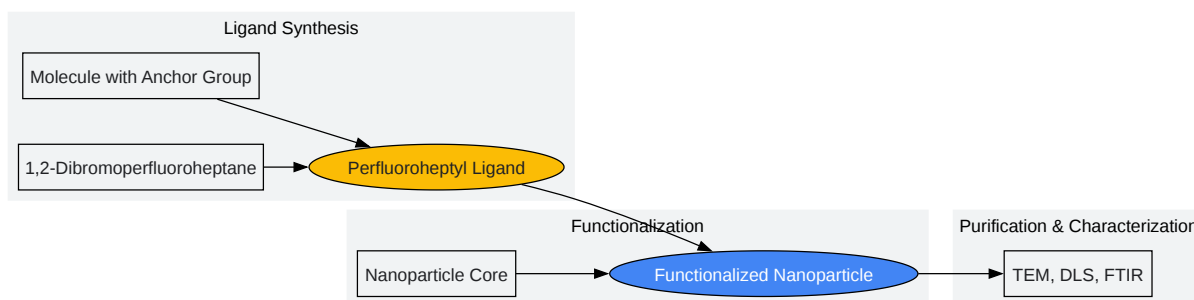 Ligand Synthesis
Molecule with Anchor Group
1,2-Dibromoperfluoroheptane
Perfluoroheptyl Ligand
Functionalization
Nanoparticle Core
Functionalized Nanoparticle
Purification & Characterization
TEM, DLS, FTIR